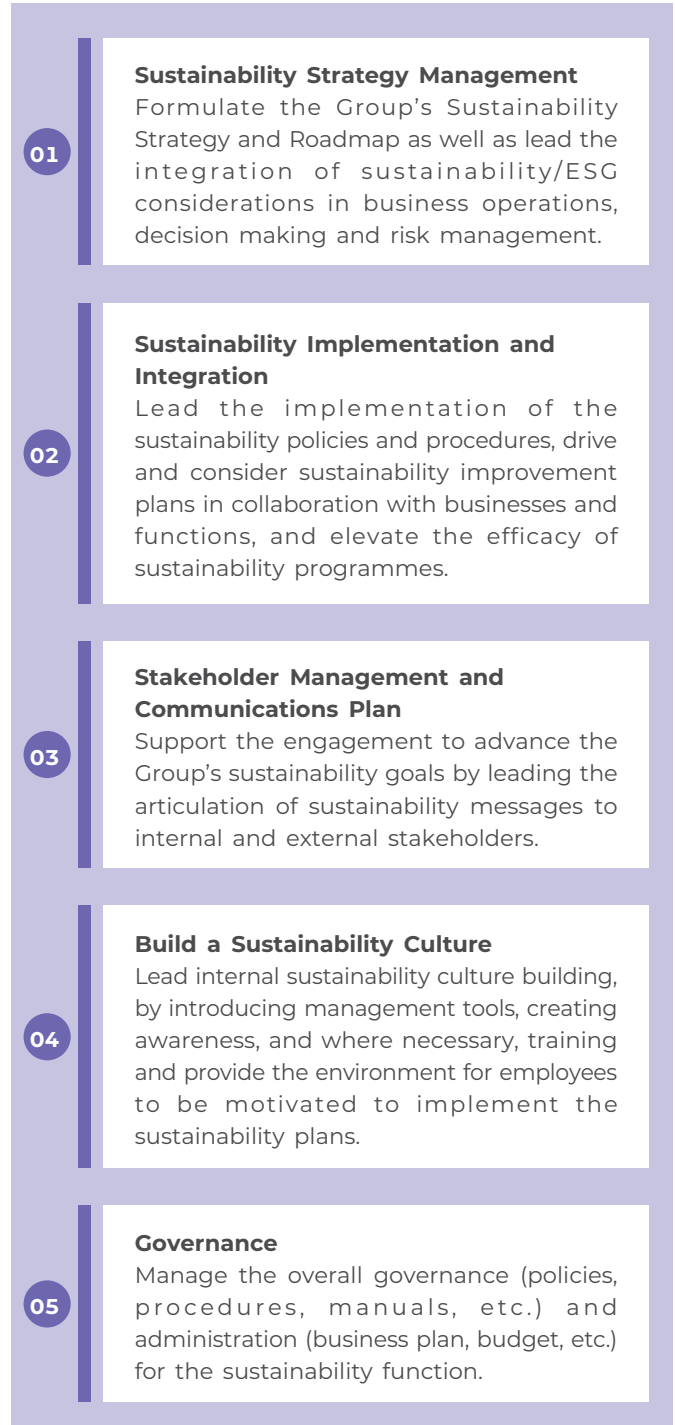 01
Sustainability Strategy Management
Formulate the Group's Sustainability
Strategy and Roadmap as well as lead the
integration of sustainability/ESG
considerations in business operations,
decision making and risk management.
02
Sustainability Implementation and
Integration
Lead the implementation of the
sustainability policies and procedures, drive
and consider sustainability improvement
plans in collaboration with businesses and
functions, and elevate the efficacy of
sustainability programmes.
03
Stakeholder Management and
Communications Plan
Support the engagement to advance the
Group's sustainability goals by leading the
articulation of sustainability messages to
internal and external stakeholders.
04
Build a Sustainability Culture
Lead internal sustainability culture building,
by introducing management tools, creating
awareness, and where necessary, training
and provide the environment for employees
to be motivated to implement the
sustainability plans.
05
Governance
Manage the overall governance (policies,
procedures, manuals, etc.) and
administration (business plan, budget, etc.)
for the sustainability function.